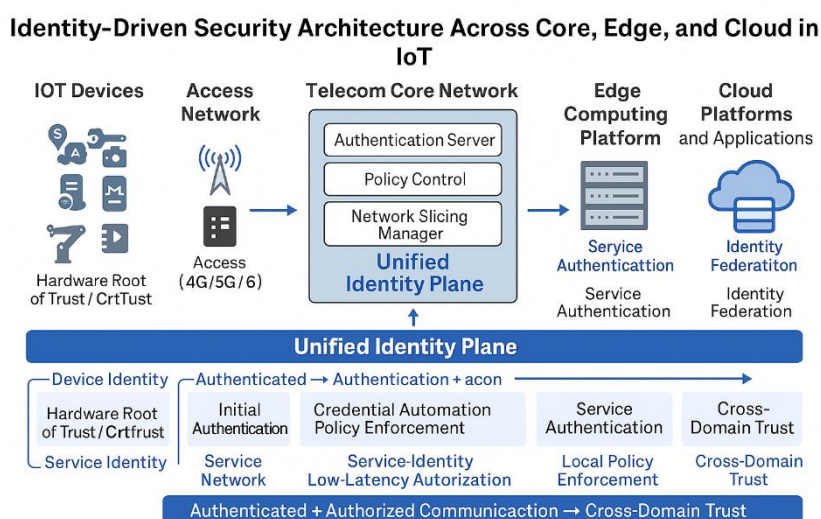 Identity-Driven Security Architecture Across Core, Edge, and Cloud in
IoT
IOT Devices
S
A
M
Hardware Root
of Trust / CrtTust
Access
Network
Access
(4G/5G/6)
Telecom Core Network
Authentication Server
Policy Control
Network Slicing
Manager
Unified
Identity Plane
Edge
Computing
Platform
Service
Authenticattion
Service
Authentication
Cloud
Platforms
and Applications
Identity
Federatiton
Identity
Federation
Unified Identity Plane
Device Identity
Authenticated → Authentication + acon
Hardware Root
of Trust/Crtfrust
Initial
Authentication
Credential Automation
Policy Enforcement
Service
Authentication
Cross-
Domain Trust
Service Identity
Service
Network
Service-Identity
Low-Latency Autorization
Local Policy
Enforcement
Cross-Domain
Trust
Authenticated + Authorized Communicaction → Cross-Domain Trust